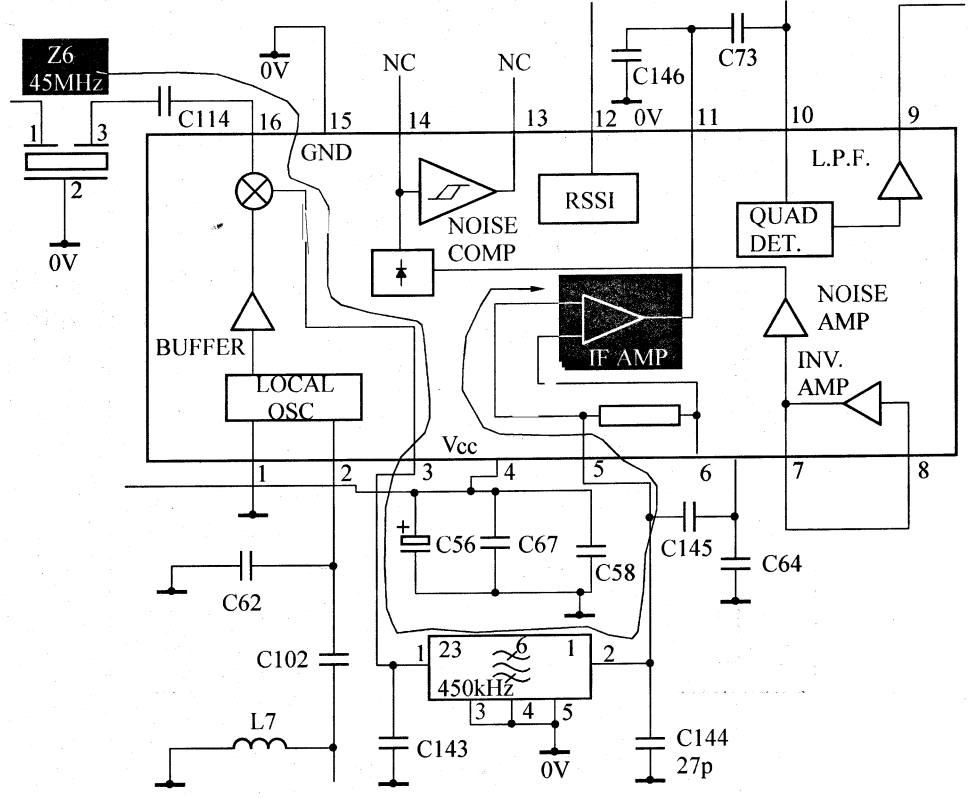 Z6
45MHz
0V
NC
NC
C146
C73
0V
C114
1
3
2
0V
16
15
14
13
12
11
10
9
GND
L.P.F.
NOISE
COMP
RSSI
QUAD
DET.
BUFFER
IF AMP
NOISE
AMP
INV.
AMP
LOCAL
OSC
Vcc
1
2
3
4
5
6
7
8
+
C56
C67
C58
C145
C64
C62
C102
1
23
6
1
2
450kHz
3
4
5
L7
C143
0V
C144
27p